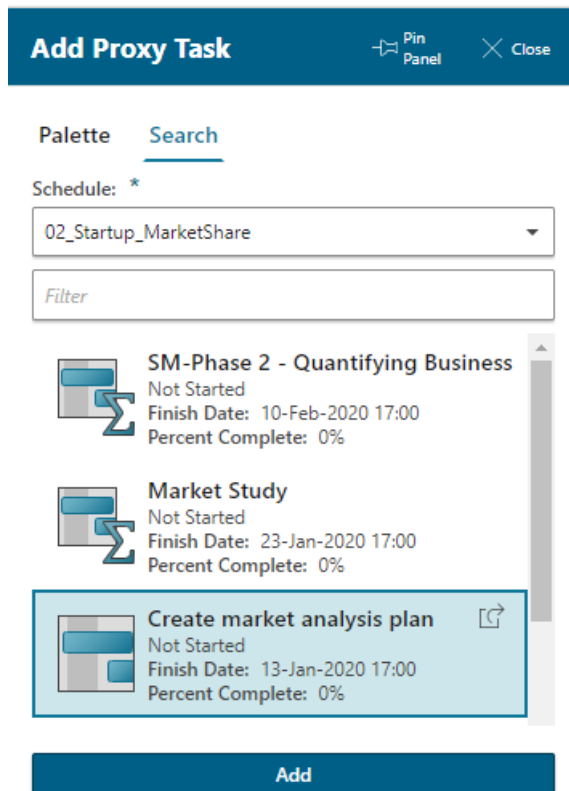 Add Proxy Task
Pin Panel
Close
Palette Search
Schedule: *
02_Startup_MarketShare
Filter
SM-Phase 2 - Quantifying Business
Not Started
Finish Date: 10-Feb-2020 17:00
Percent Complete: 0%
Market Study
Not Started
Finish Date: 23-Jan-2020 17:00
Percent Complete: 0%
Create market analysis plan
Not Started
Finish Date: 13-Jan-2020 17:00
Percent Complete: 0%
Add